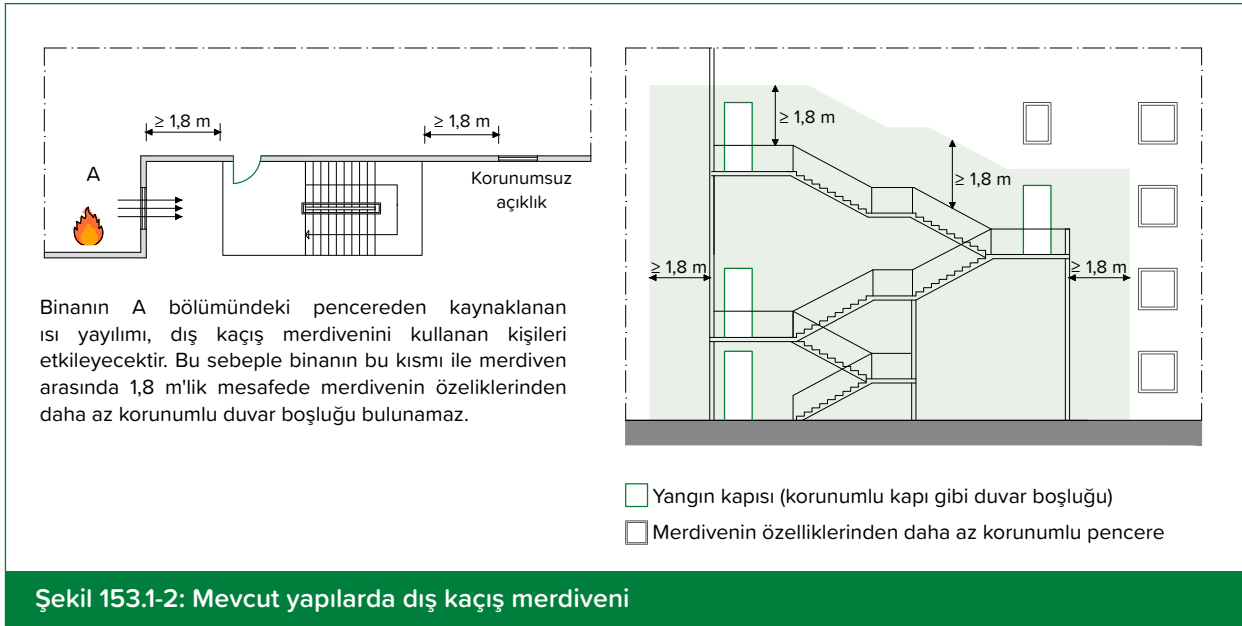 ≥ 1,8 m
≥ 1,8 m
A
Korunumsuz
açıklık
Binanın A bölümündeki pencereden kaynaklanan
ısı yayılımı, dış kaçış merdivenini kullanan kişileri
etkileyecektir. Bu sebeple binanın bu kısmı ile merdiven
arasında 1,8 m'lik mesafede merdivenin özeliklerinden
daha az korunumlu duvar boşluğu bulunamaz.
≥ 1,8 m
≥ 1,8 m
≥ 1,8 m
≥ 1,8 m
Yangın kapısı (korunumlu kapı gibi duvar boşluğu)
Merdivenin özelliklerinden daha az korunumlu pencere
Şekil 153.1-2: Mevcut yapılarda dış kaçış merdiveni